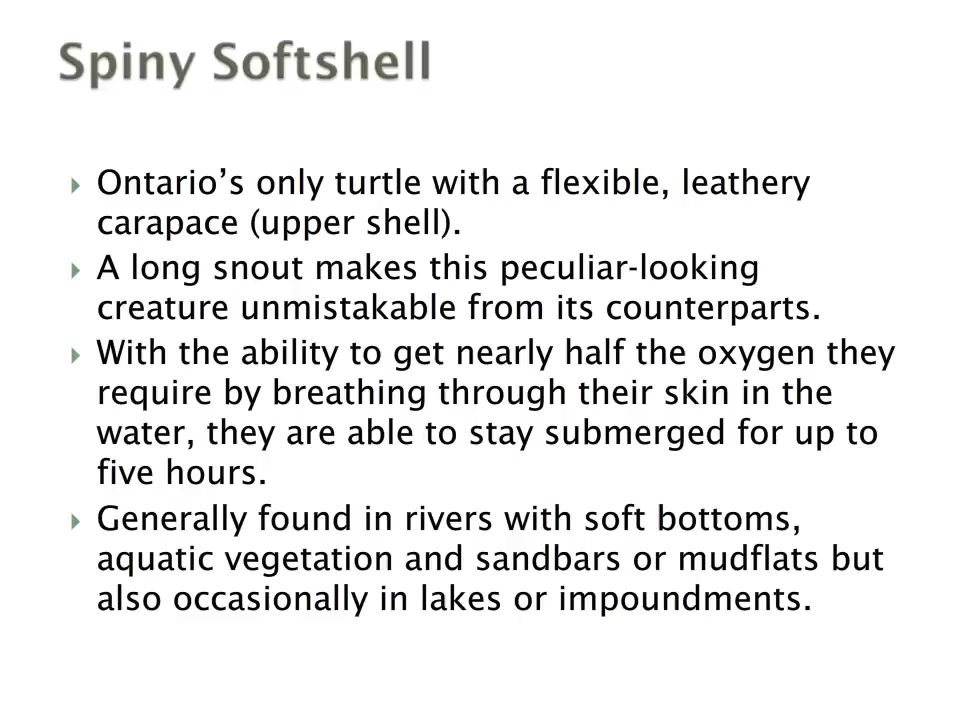 Spiny Softshell
Ontario’s only turtle with a flexible, leathery
carapace (upper shell).
A long snout makes this peculiar-looking
creature unmistakable from its counterparts.
With the ability to get nearly half the oxygen they
require by breathing through their skin in the
water, they are able to stay submerged for up to
five hours.
Generally found in rivers with soft bottoms,
aquatic vegetation and sandbars or mudflats but
also occasionally in lakes or impoundments.